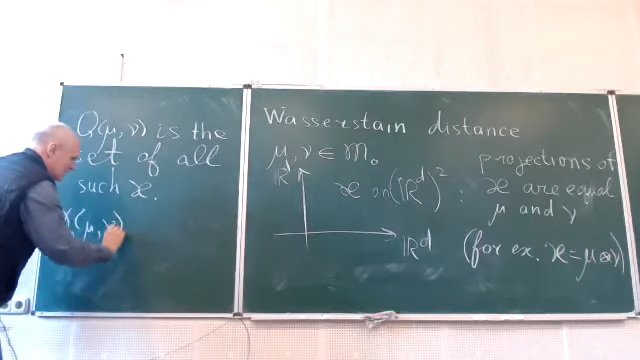 Q(μ, ν) is the
set of all
such ϰ.
(μ, ν)
Wasserstain distance
μ, ν ∈ m₀
ℝᵈ
ϰ on (ℝᵈ)² :
ℝᵈ
projections of
ϰ are equal
μ and ν
(for ex. ϰ = μ⊗ν)